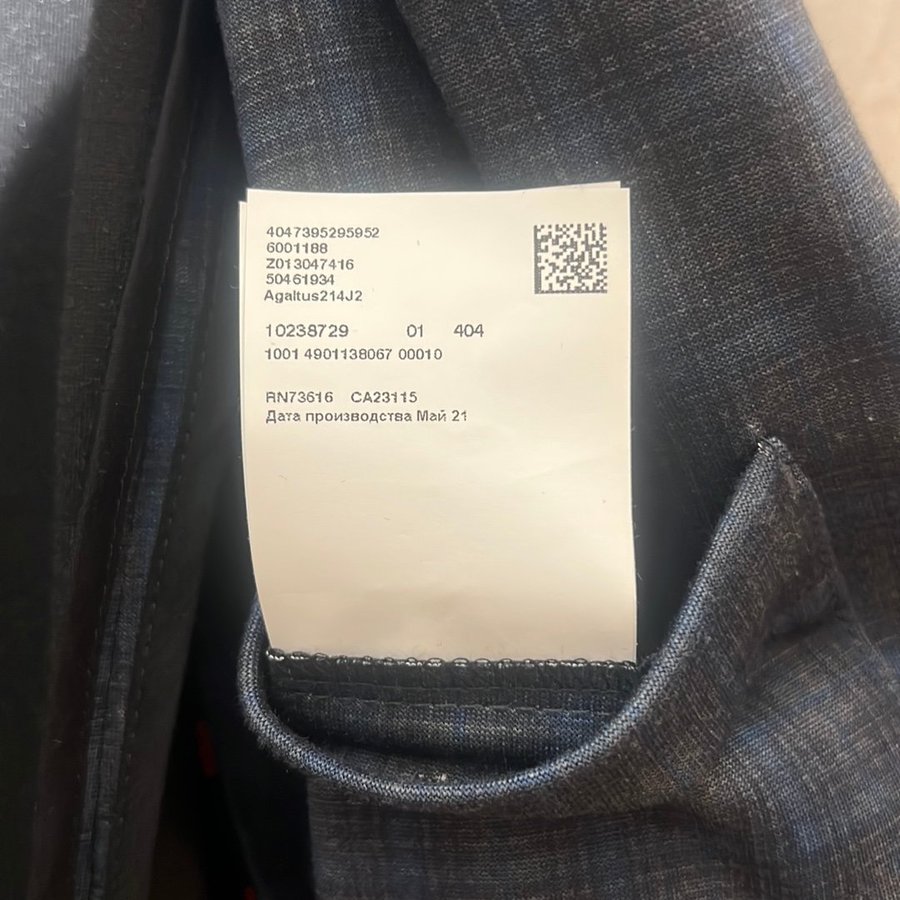 4047395295952
6001188
Z013047416
50461934
Agaltus214J2
10238729 01 404
1001 4901138067 00010
RN73616 CA23115
Дата производства Май 21